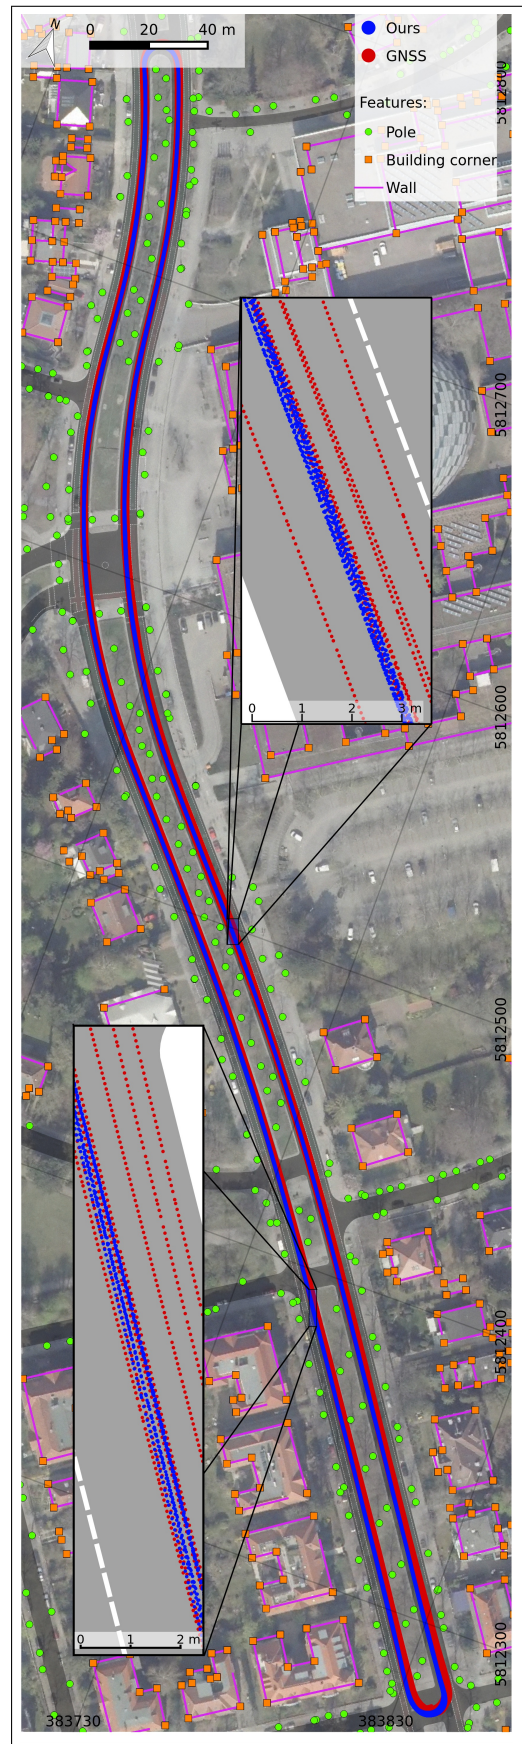 N
0 20 40 m
Ours
GNSS
Features:
Pole
Building corner
Wall
5812800
5812700
5812600
0 1 2 3 m
5812500
5812400
0 1 2 m
5812300
383730 383830